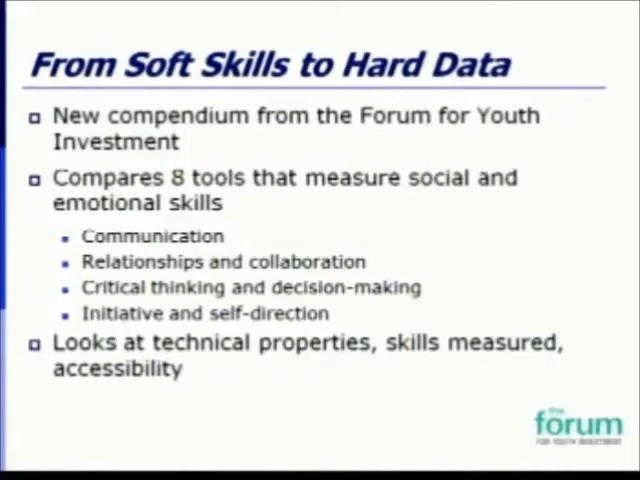 From Soft Skills to Hard Data
New compendium from the Forum for Youth
Investment
Compares 8 tools that measure social and
emotional skills
Communication
Relationships and collaboration
Critical thinking and decision-making
Initiative and self-direction
Looks at technical properties, skills measured,
accessibility
the
forum
FOR YOUTH INVESTMENT